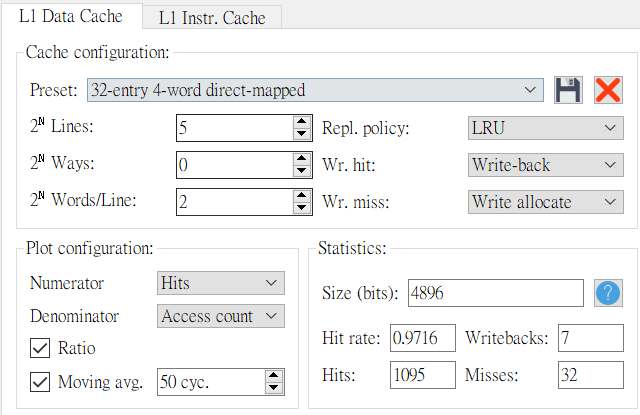 L1 Data Cache L1 Instr. Cache
Cache configuration:
Preset: 32-entry 4-word direct-mapped
2ᴺ Lines: 5 Repl. policy: LRU
2ᴺ Ways: 0 Wr. hit: Write-back
2ᴺ Words/Line: 2 Wr. miss: Write allocate
Plot configuration:
Numerator Hits
Denominator Access count
Ratio
Moving avg. 50 cyc.
Statistics:
Size (bits): 4896 ?
Hit rate: 0.9716 Writebacks: 7
Hits: 1095 Misses: 32